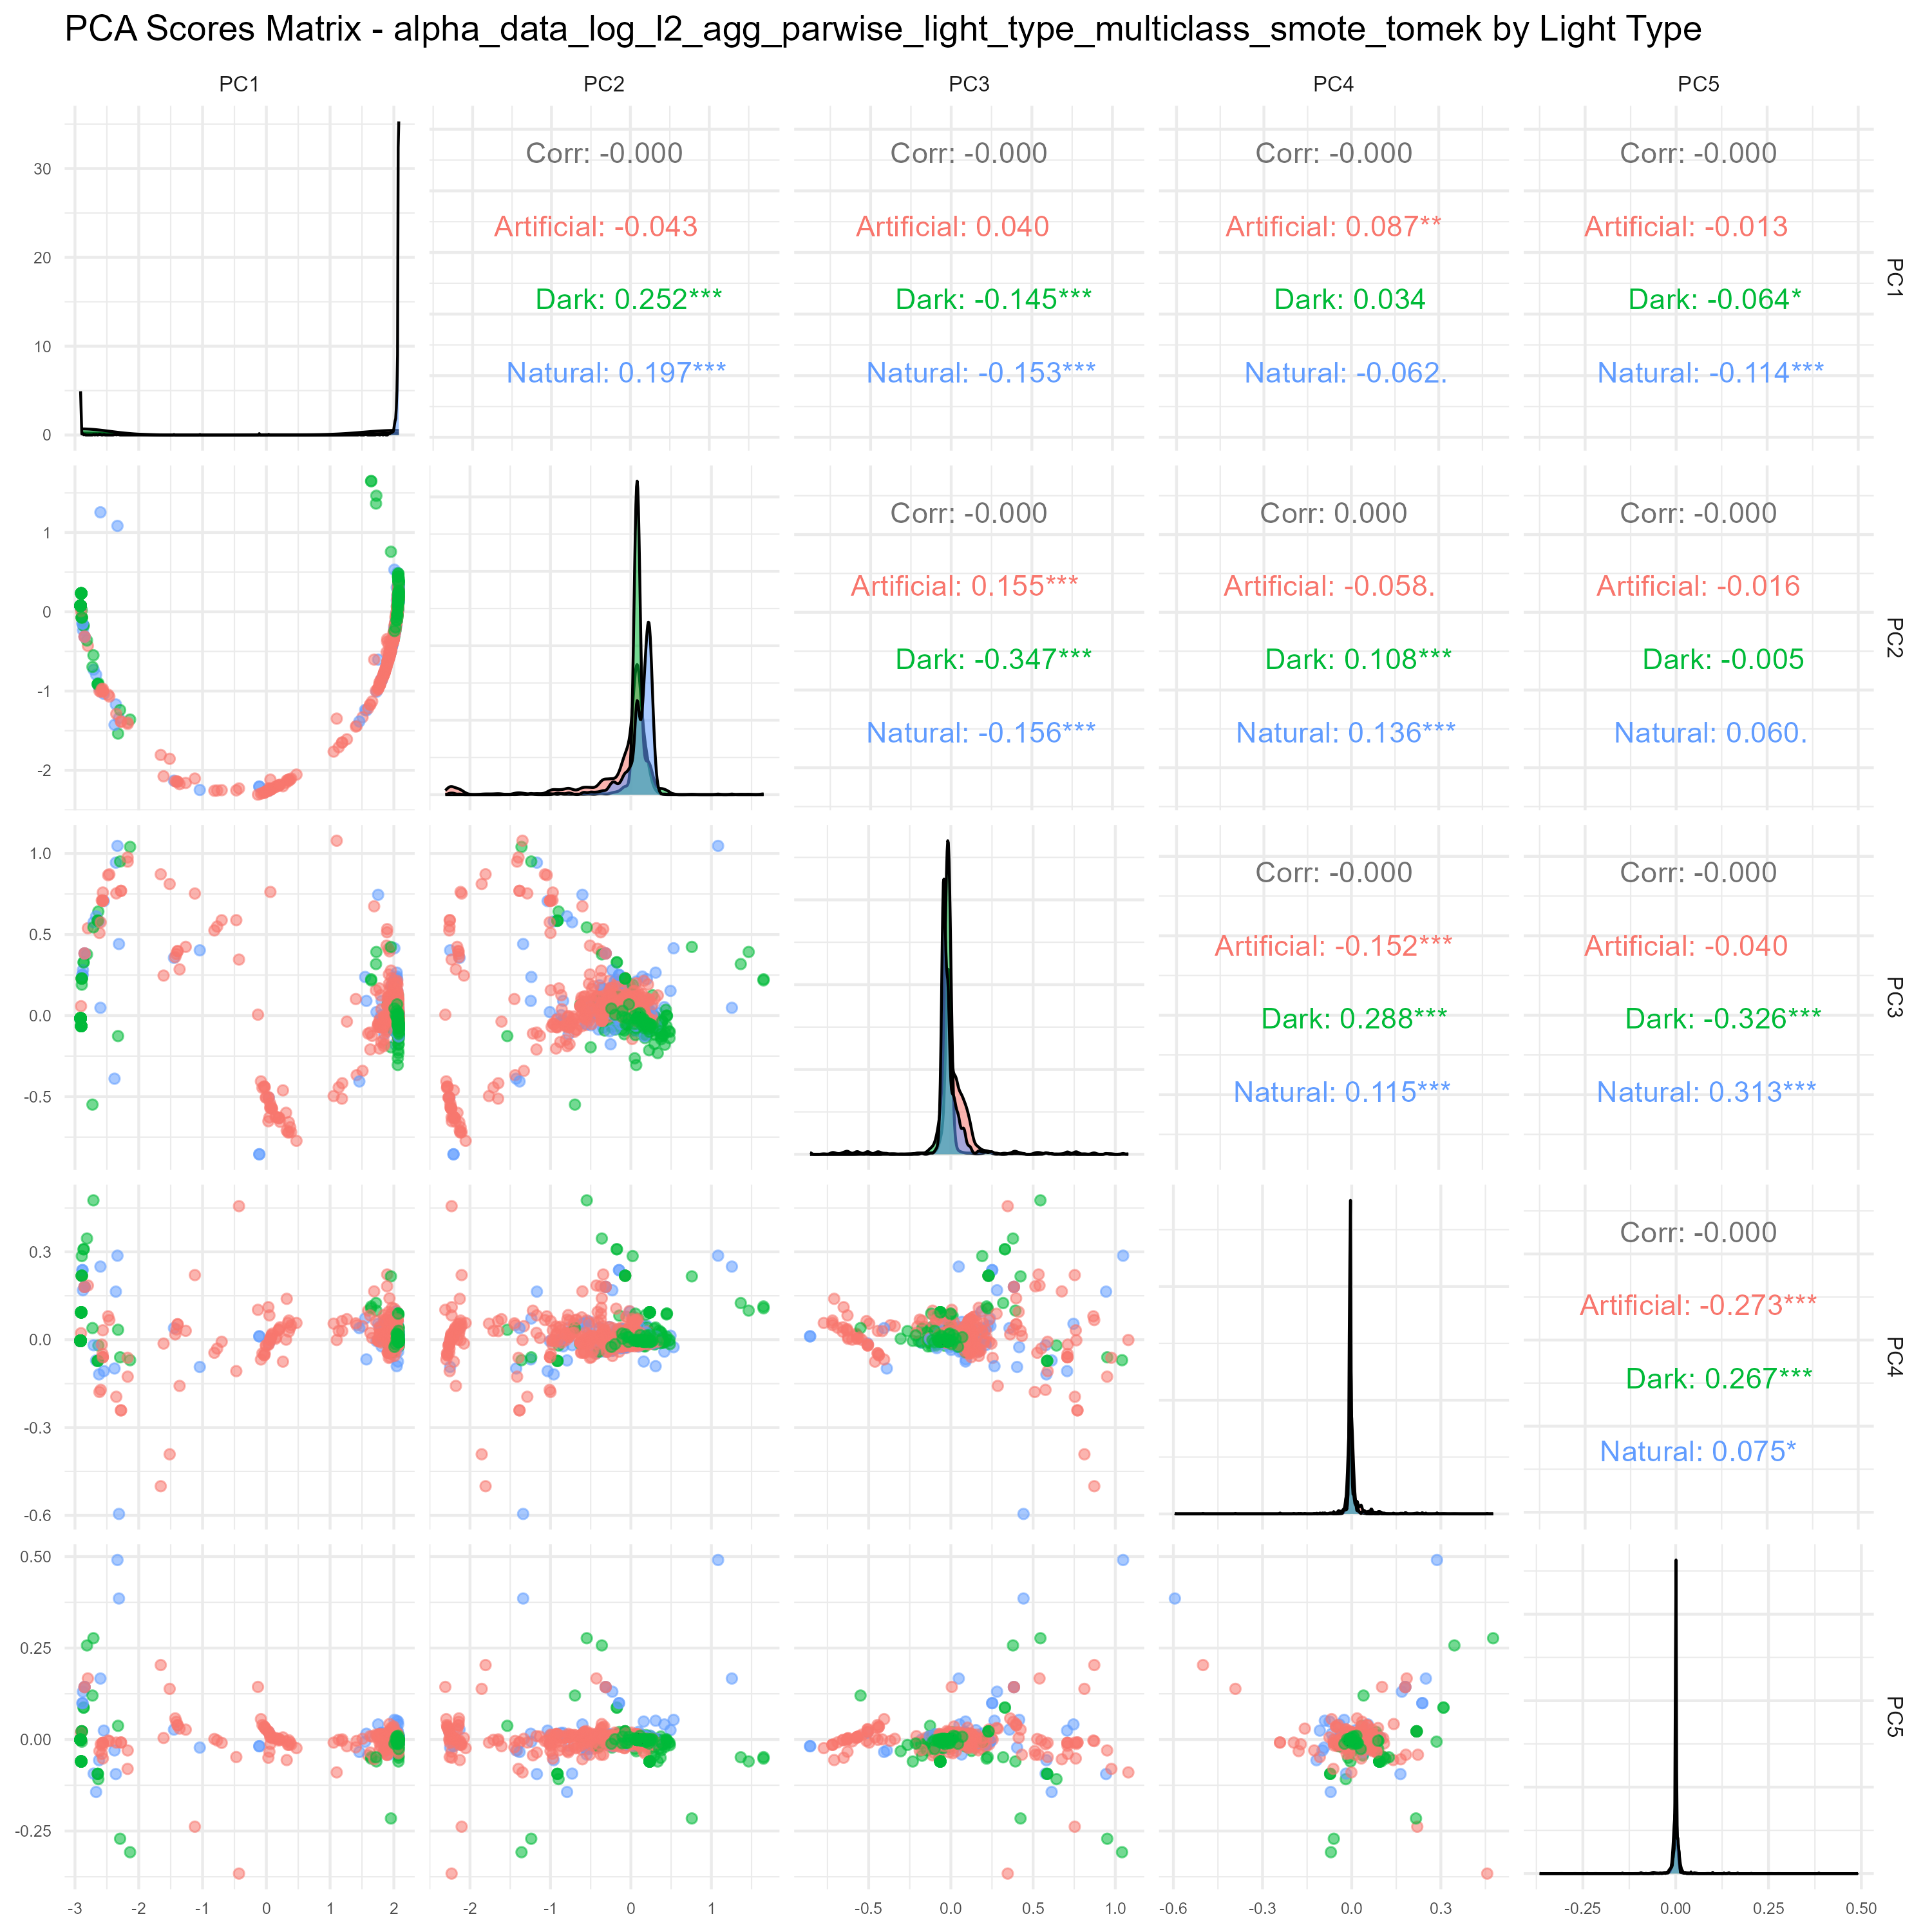 PCA Scores Matrix - alpha_data_log_l2_agg_parwise_light_type_multiclass_smote_tomek by Light Type
PC1 PC2 PC3 PC4 PC5
30
20
10
0
Corr: -0.000
Artificial: -0.043
Dark: 0.252***
Natural: 0.197***
Corr: -0.000
Artificial: 0.040
Dark: -0.145***
Natural: -0.153***
Corr: -0.000
Artificial: 0.087**
Dark: 0.034
Natural: -0.062.
Corr: -0.000
Artificial: -0.013
Dark: -0.064*
Natural: -0.114***
PC1
1
0
-1
-2
Corr: -0.000
Artificial: 0.155***
Dark: -0.347***
Natural: -0.156***
Corr: 0.000
Artificial: -0.058.
Dark: 0.108***
Natural: 0.136***
Corr: -0.000
Artificial: -0.016
Dark: -0.005
Natural: 0.060.
PC2
1.0
0.5
0.0
-0.5
Corr: -0.000
Artificial: -0.152***
Dark: 0.288***
Natural: 0.115***
Corr: -0.000
Artificial: -0.040
Dark: -0.326***
Natural: 0.313***
PC3
0.3
0.0
-0.3
-0.6
Corr: -0.000
Artificial: -0.273***
Dark: 0.267***
Natural: 0.075*
PC4
0.50
0.25
0.00
-0.25
PC5
-3 -2 -1 0 1 2
-2 -1 0 1
-0.5 0.0 0.5 1.0
-0.6 -0.3 0.0 0.3
-0.25 0.00 0.25 0.50